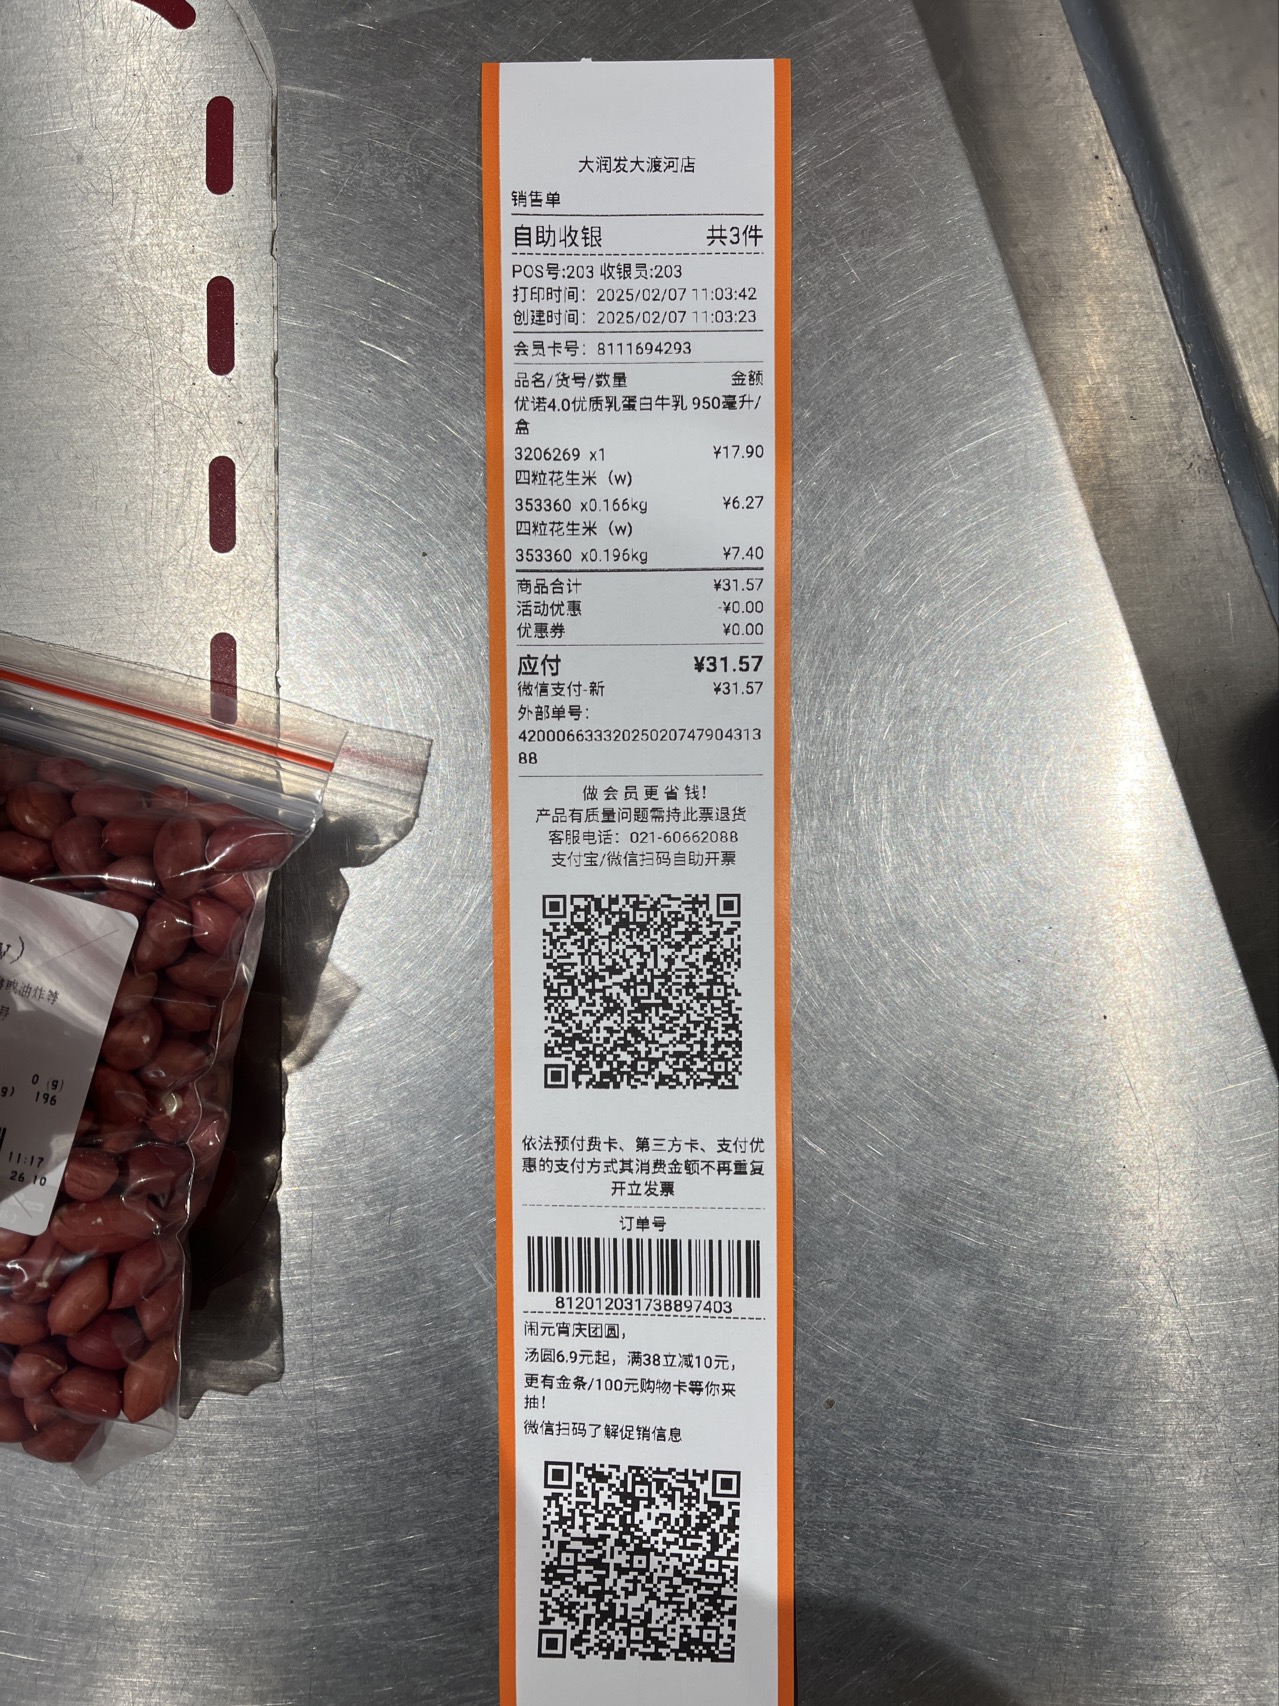 大润发大渡河店
销售单
自助收银 共3件
POS号:203 收银员:203
打印时间: 2025/02/07 11:03:42
创建时间: 2025/02/07 11:03:23
会员卡号: 8111694293
品名/货号/数量 金额
优诺4.0优质乳蛋白牛乳 950毫升/
盒
3206269 x1 ¥17.90
四粒花生米（w）
353360 x0.166kg ¥6.27
四粒花生米（w）
353360 x0.196kg ¥7.40
商品合计 ¥31.57
活动优惠 -¥0.00
优惠券 ¥0.00
应付 ¥31.57
微信支付-新 ¥31.57
外部单号:
42000663332025020747904313
88
做会员更省钱!
产品有质量问题需持此票退货
客服电话: 021-60662088
支付宝/微信扫码自助开票
依法预付费卡、第三方卡、支付优
惠的支付方式其消费金额不再重复
开立发票
订单号
812012031738897403
闹元宵庆团圆,
汤圆6.9元起, 满38立减10元,
更有金条/100元购物卡等你来
抽!
微信扫码了解促销信息
油炸等
0 (g)
g) 196
11:17
26 10